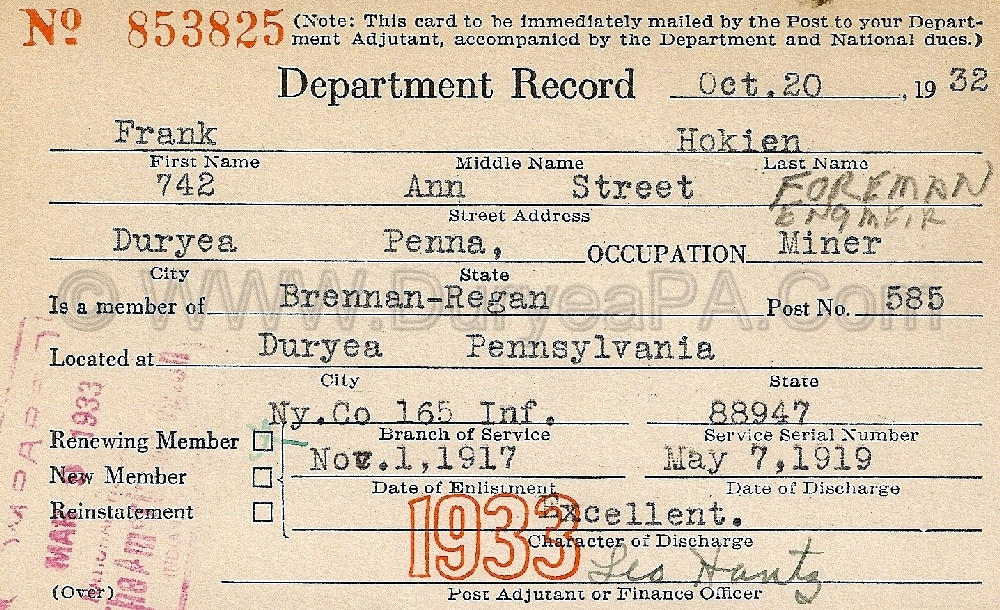 Nº 853825 (Note: This card to be immediately mailed by the Post to your Depart-
ment Adjutant, accompanied by the Department and National dues.)
Department Record Oct.20, 1932
Frank Hokien
First Name Middle Name Last Name
742 Ann Street FOREMAN
Street Address
Duryea Penna, OCCUPATION Miner
City State
© WWW.DuryeaPA.Com
Is a member of Brennan-Regan Post No. 585
Located at Duryea Pennsylvania
City State
Ny.Co 165 Inf. 88947
Renewing Member Branch of Service Service Serial Number
Nov.1,1917 May 7,1919
New Member Date of Enlistment Date of Discharge
Reinstatement Excellent.
1933
Character of Discharge
MAR 1933
Leo Hantz
(Over) Post Adjutant or Finance Officer